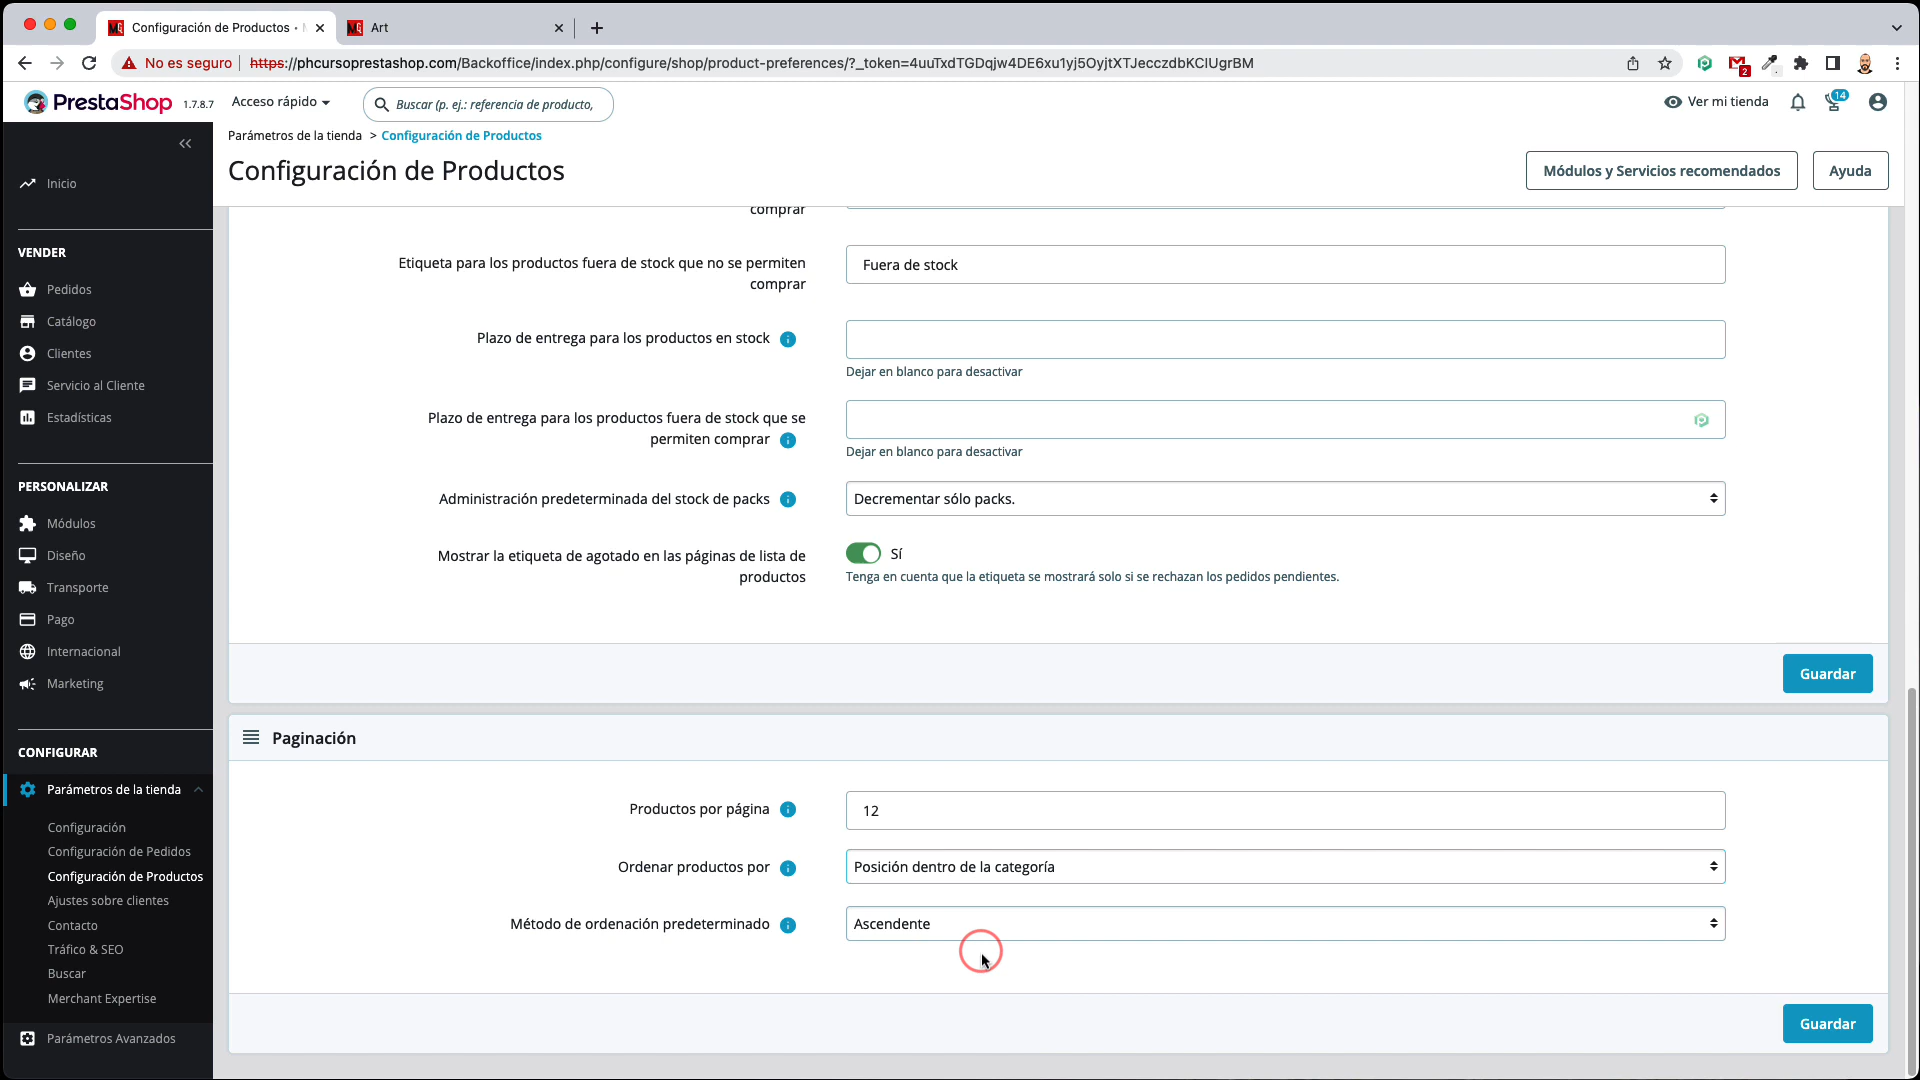 Configuración de Productos •
Art
No es seguro
https://phcursoprestashop.com/Backoffice/index.php/configure/shop/product-preferences/?_token=4uuTxdTGDqjw4DE6xu1yj5OyjtXTJecczdbKClUgrBM
2
PrestaShop 1.7.8.7
Acceso rápido
Buscar (p. ej.: referencia de producto,
Ver mi tienda
14
Parámetros de la tienda > Configuración de Productos
Configuración de Productos
Módulos y Servicios recomendados
Ayuda
Inicio
VENDER
Pedidos
Catálogo
Clientes
Servicio al Cliente
Estadísticas
PERSONALIZAR
Módulos
Diseño
Transporte
Pago
Internacional
Marketing
CONFIGURAR
Parámetros de la tienda
Configuración
Configuración de Pedidos
Configuración de Productos
Ajustes sobre clientes
Contacto
Tráfico & SEO
Buscar
Merchant Expertise
Parámetros Avanzados
comprar
Etiqueta para los productos fuera de stock que no se permiten
comprar
Fuera de stock
Plazo de entrega para los productos en stock
Dejar en blanco para desactivar
Plazo de entrega para los productos fuera de stock que se
permiten comprar
Dejar en blanco para desactivar
Administración predeterminada del stock de packs
Decrementar sólo packs.
Mostrar la etiqueta de agotado en las páginas de lista de
productos
Sí
Tenga en cuenta que la etiqueta se mostrará solo si se rechazan los pedidos pendientes.
Guardar
Paginación
Productos por página
12
Ordenar productos por
Posición dentro de la categoría
Método de ordenación predeterminado
Ascendente
Guardar